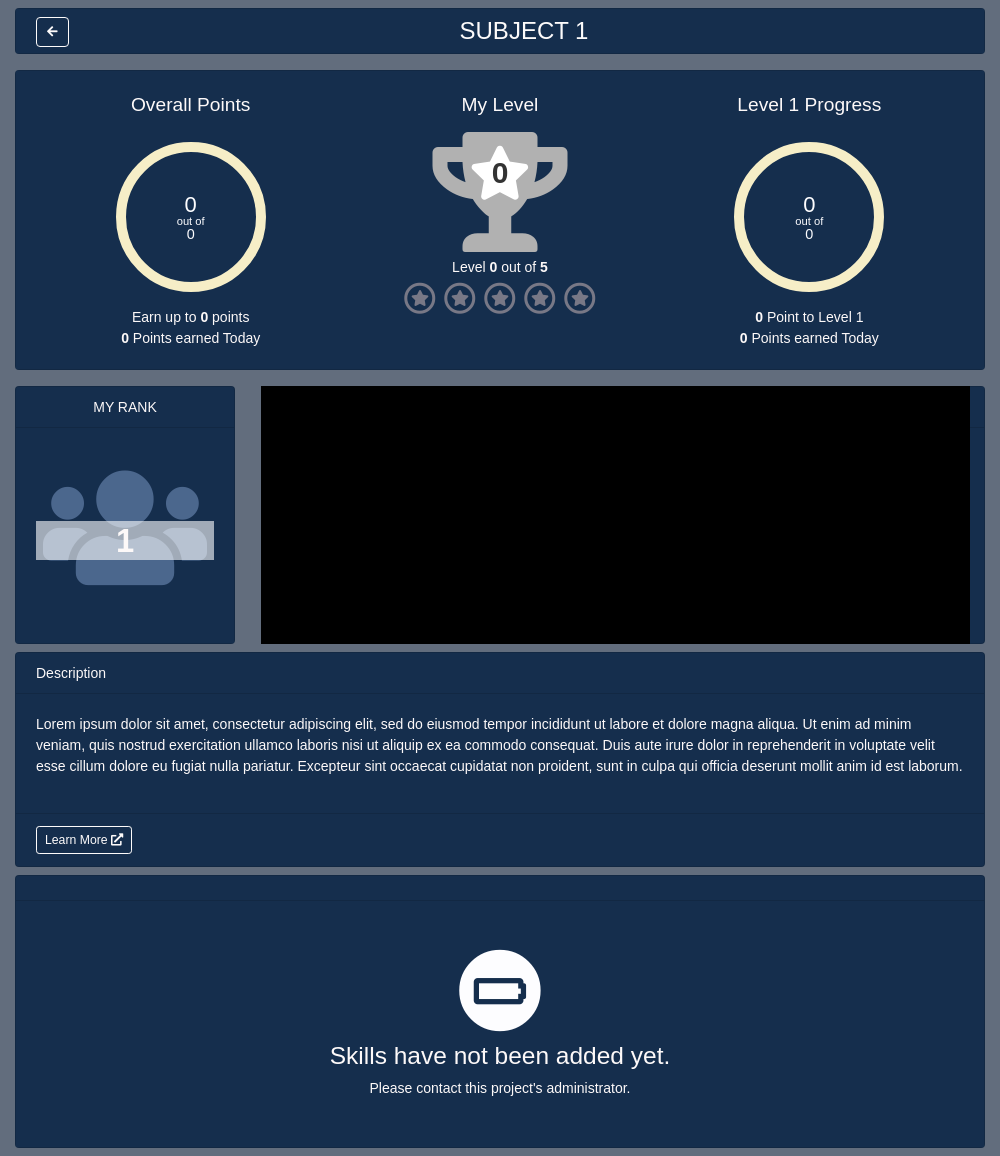 SUBJECT 1
Overall Points
My Level
Level 1 Progress
0
out of
0
0
0
out of
0
Level 0 out of 5
Earn up to 0 points
0 Points earned Today
0 Point to Level 1
0 Points earned Today
MY RANK
1
Description
Lorem ipsum dolor sit amet, consectetur adipiscing elit, sed do eiusmod tempor incididunt ut labore et dolore magna aliqua. Ut enim ad minim
veniam, quis nostrud exercitation ullamco laboris nisi ut aliquip ex ea commodo consequat. Duis aute irure dolor in reprehenderit in voluptate velit
esse cillum dolore eu fugiat nulla pariatur. Excepteur sint occaecat cupidatat non proident, sunt in culpa qui officia deserunt mollit anim id est laborum.
Learn More
Skills have not been added yet.
Please contact this project's administrator.